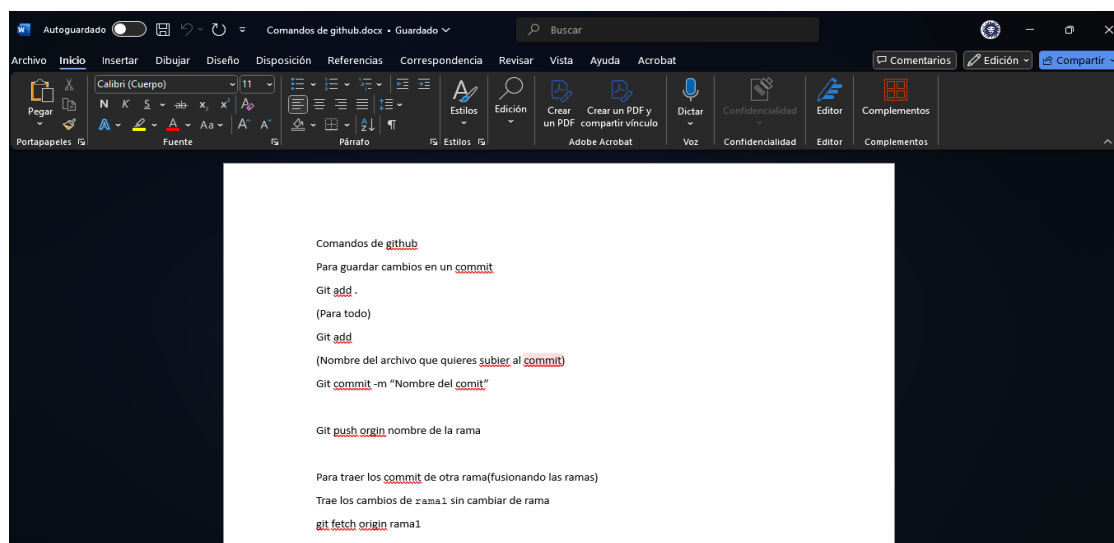 Autoguardado
Comandos de github.docx • Guardado
Buscar
Archivo Inicio Insertar Dibujar Diseño Disposición Referencias Correspondencia Revisar Vista Ayuda Acrobat
Comentarios Edición Compartir
Calibri (Cuerpo) 11
N K S ab x₂ x²
A A Aa A A
Pegar
Estilos
Edición
Crear un PDF
Crear un PDF y compartir vínculo
Dictar
Confidencialidad
Editor
Complementos
Portapapeles Fuente Párrafo Estilos Adobe Acrobat Voz Confidencialidad Editor Complementos
Comandos de github
Para guardar cambios en un commit
Git add .
(Para todo)
Git add
(Nombre del archivo que quieres subier al commit)
Git commit -m “Nombre del comit”
Git push orgin nombre de la rama
Para traer los commit de otra rama(fusionando las ramas)
Trae los cambios de rama1 sin cambiar de rama
git fetch origin rama1